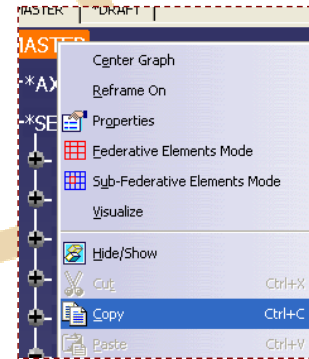 MASTER *DRAFT
MASTER
*AX
*SE
Center Graph
Reframe On
Properties
Federative Elements Mode
Sub-Federative Elements Mode
Visualize
Hide/Show
Cut Ctrl+X
Copy Ctrl+C
Paste Ctrl+V